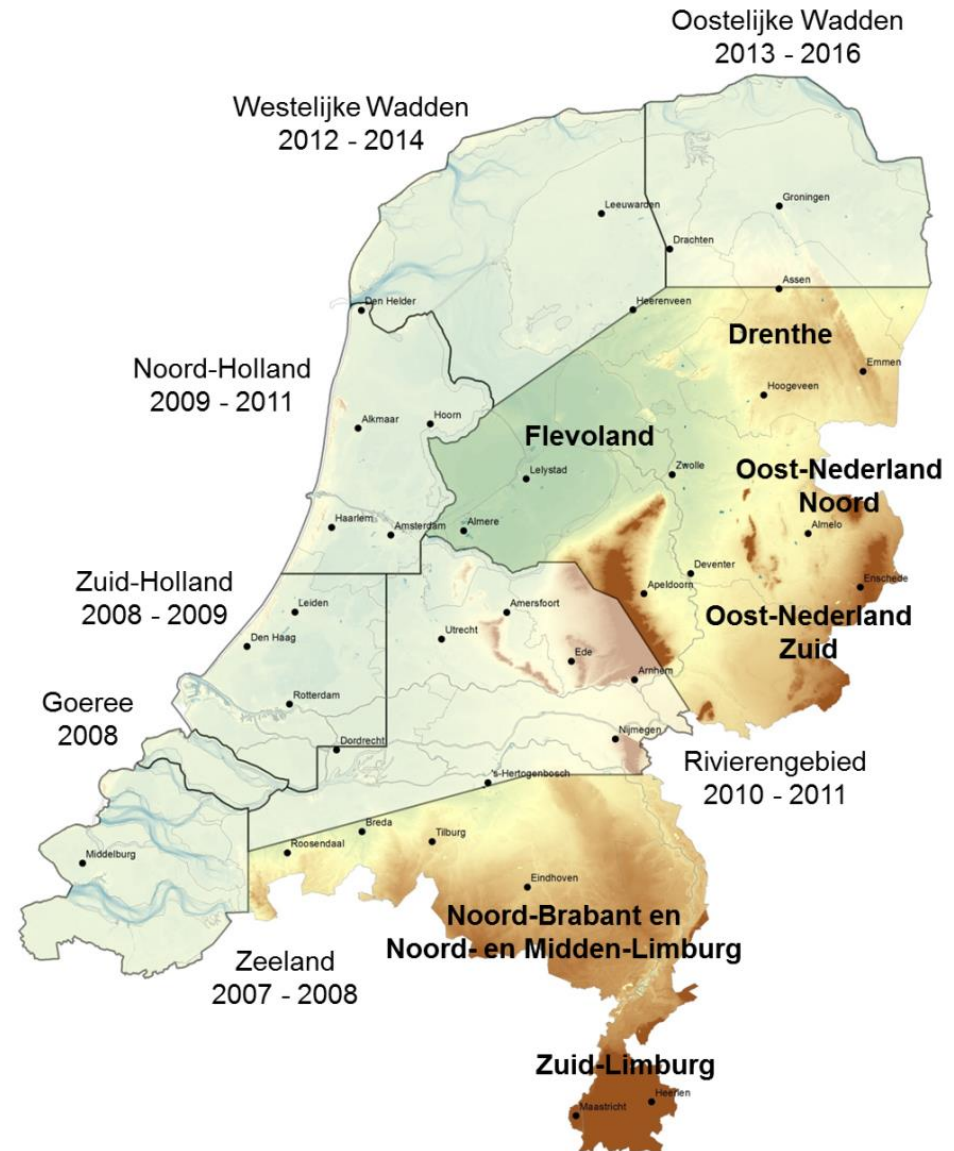 Oostelijke Wadden
2013 - 2016
Westelijke Wadden
2012 - 2014
Groningen
Leeuwarden
Drachten
Assen
Den Helder
Heerenveen
Drenthe
Noord-Holland
2009 - 2011
Emmen
Hoogeveen
Alkmaar
Hoorn
Flevoland
Lelystad
Zwolle
Oost-Nederland
Noord
Haarlem
Amsterdam
Almere
Almelo
Zuid-Holland
2008 - 2009
Deventer
Apeldoorn
Enschede
Leiden
Amersfoort
Oost-Nederland
Zuid
Den Haag
Utrecht
Ede
Arnhem
Goeree
2008
Rotterdam
Dordrecht
Nijmegen
Rivierengebied
2010 - 2011
's-Hertogenbosch
Breda
Tilburg
Roosendaal
Middelburg
Eindhoven
Noord-Brabant en
Noord- en Midden-Limburg
Zeeland
2007 - 2008
Zuid-Limburg
Heerlen
Maastricht